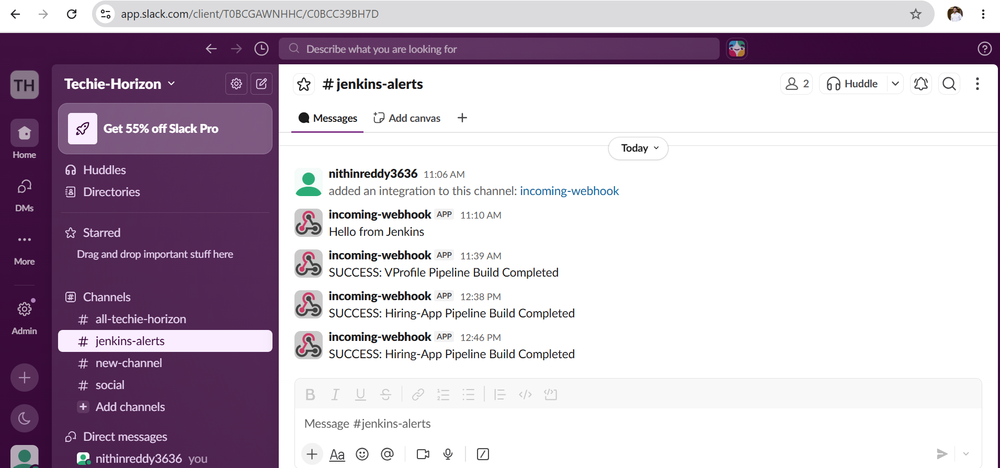 app.slack.com/client/T0BCGAWNHHC/C0BCC39BH7D
Describe what you are looking for
TH
Home
DMs
More
Admin
Techie-Horizon
Get 55% off Slack Pro
Huddles
Directories
Starred
Drag and drop important stuff here
Channels
# all-techie-horizon
# jenkins-alerts
# new-channel
# social
+ Add channels
Direct messages
nithinreddy3636 you
# jenkins-alerts
2
Huddle
Messages
Add canvas
Today
nithinreddy3636 11:06 AM
added an integration to this channel: incoming-webhook
incoming-webhook APP 11:10 AM
Hello from Jenkins
incoming-webhook APP 11:39 AM
SUCCESS: VProfile Pipeline Build Completed
incoming-webhook APP 12:38 PM
SUCCESS: Hiring-App Pipeline Build Completed
incoming-webhook APP 12:46 PM
SUCCESS: Hiring-App Pipeline Build Completed
B I U S
Message #jenkins-alerts
Aa